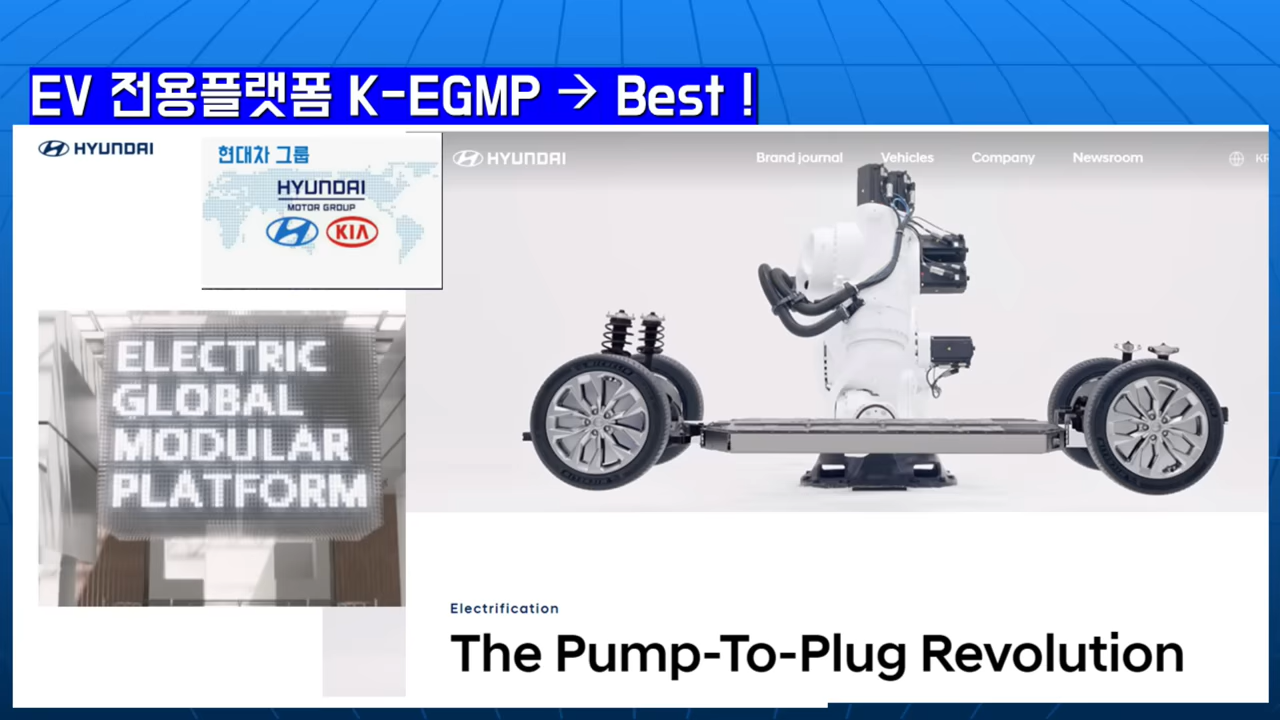 EV 전용플랫폼 K-EGMP → Best !
HYUNDAI
현대차 그룹
HYUNDAI
MOTOR GROUP
KIA
HYUNDAI
Brand journal Vehicles Company Newsroom KR
ELECTRIC
GLOBAL
MODULAR
PLATFORM
Electrification
The Pump-To-Plug Revolution